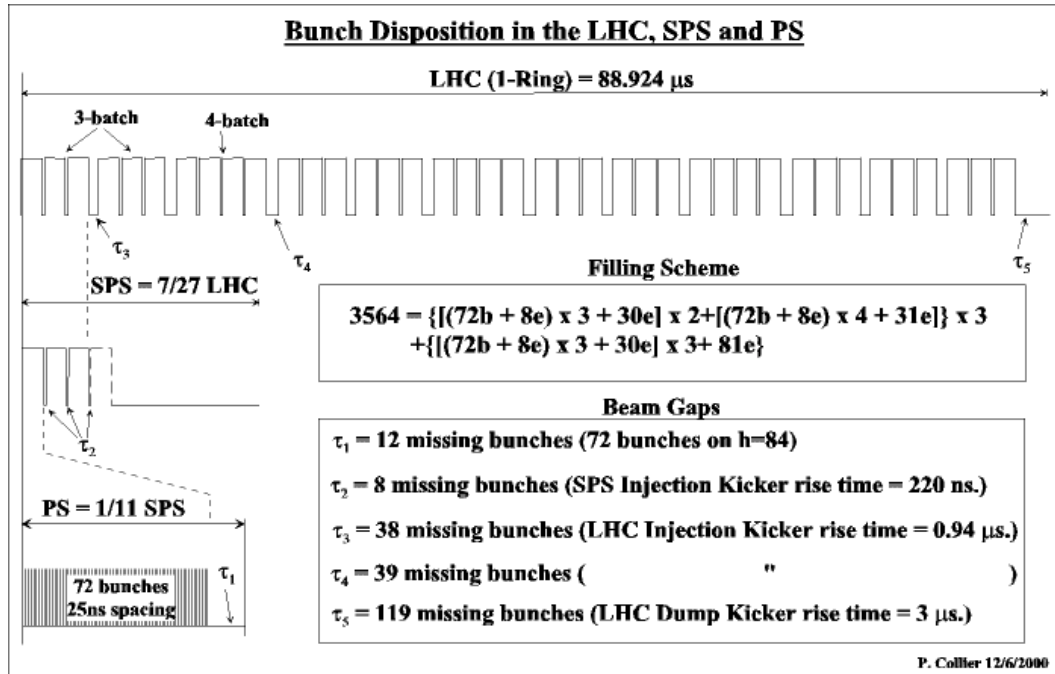 Bunch Disposition in the LHC, SPS and PS
LHC (1-Ring) = 88.924 μs
3-batch
4-batch
τ3
τ4
τ5
SPS = 7/27 LHC
Filling Scheme
3564 = {[(72b + 8e) x 3 + 30e] x 2+[(72b + 8e) x 4 + 31e]} x 3
+{[(72b + 8e) x 3 + 30e] x 3+ 81e}
τ2
Beam Gaps
τ1 = 12 missing bunches (72 bunches on h=84)
τ2 = 8 missing bunches (SPS Injection Kicker rise time = 220 ns.)
τ3 = 38 missing bunches (LHC Injection Kicker rise time = 0.94 μs.)
τ4 = 39 missing bunches ( " )
τ5 = 119 missing bunches (LHC Dump Kicker rise time = 3 μs.)
PS = 1/11 SPS
τ1
72 bunches
25ns spacing
P. Collier 12/6/2000